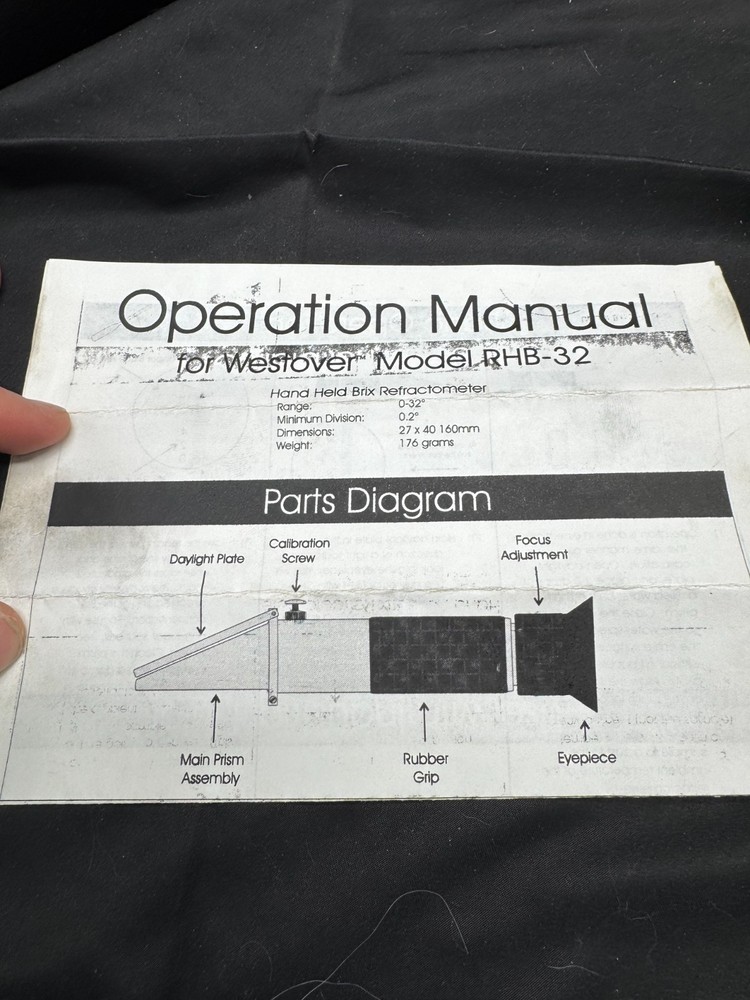 Operation Manual
for Westover™ Model RHB-32
Hand Held Brix Refractometer
Range: 0-32°
Minimum Division: 0.2°
Dimensions: 27 x 40 160mm
Weight: 176 grams
Parts Diagram
Daylight Plate
Calibration
Screw
Focus
Adjustment
Main Prism
Assembly
Rubber
Grip
Eyepiece